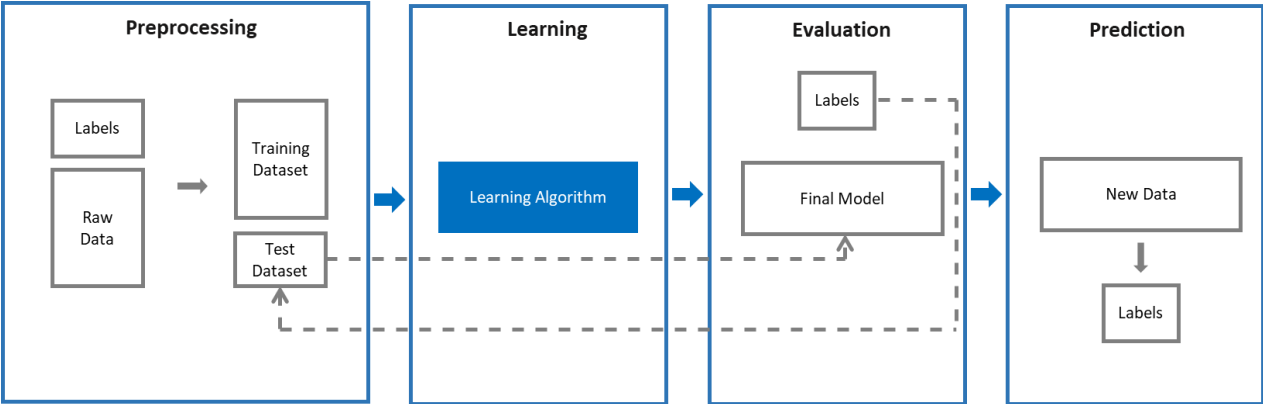 Preprocessing
Labels
Raw
Data
Training
Dataset
Test
Dataset
Learning
Learning Algorithm
Evaluation
Labels
Final Model
Prediction
New Data
Labels